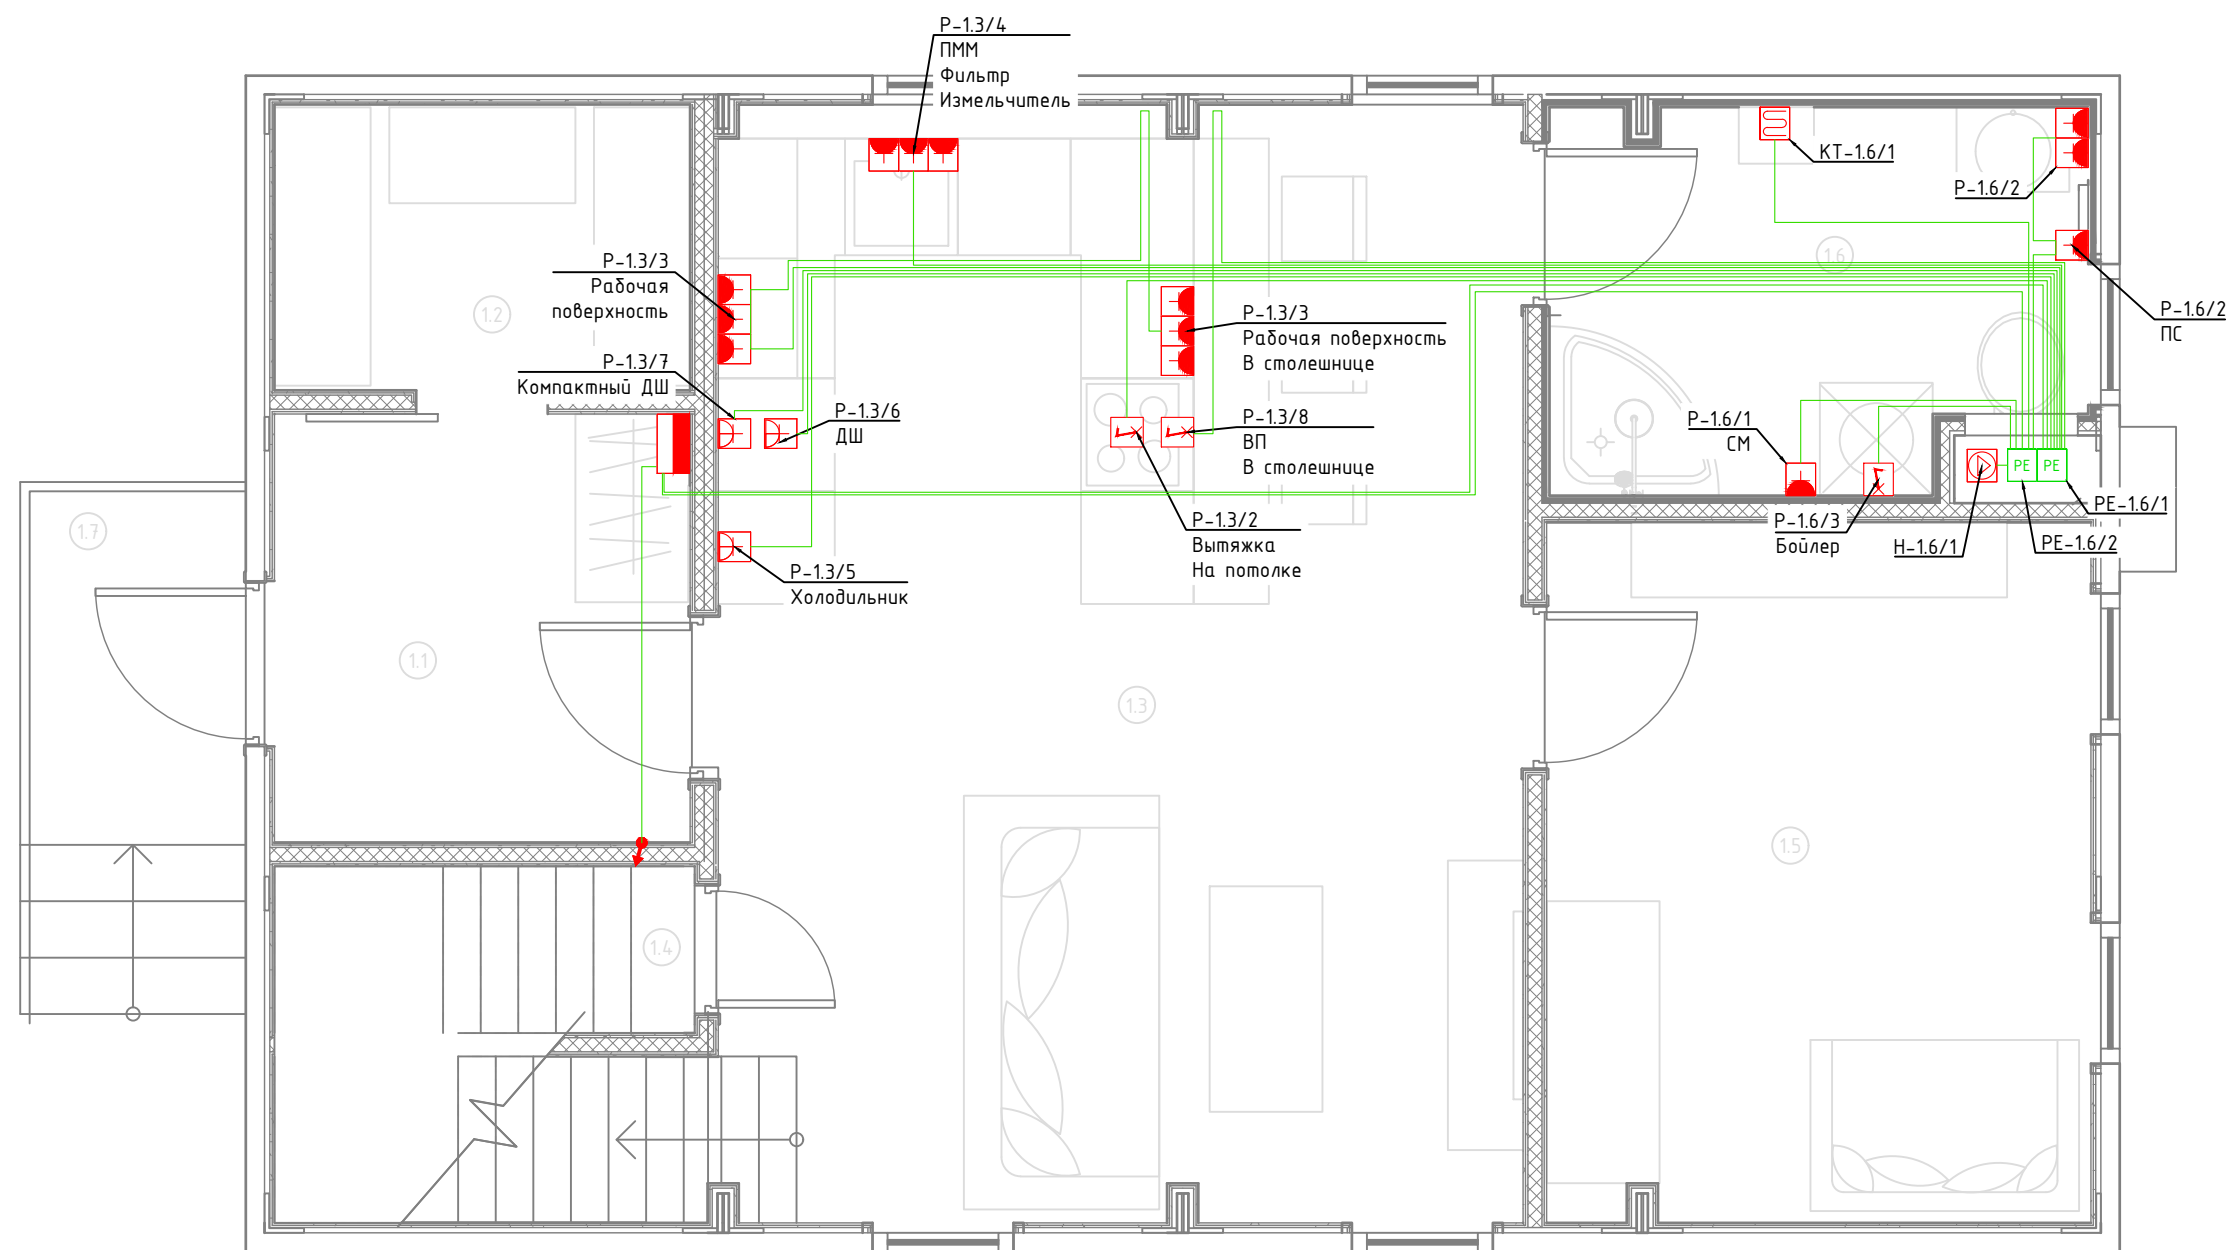 Р-1.3/4
ПММ
Фильтр
Измельчитель
КТ-1.6/1
Р-1.6/2
1.6
Р-1.3/3
Рабочая
поверхность
1.2
Р-1.6/2
ПС
Р-1.3/3
Рабочая поверхность
В столешнице
Р-1.3/7
Компактный ДШ
Р-1.3/6
ДШ
Р-1.3/8
ВП
В столешнице
Р-1.6/1
СМ
PE
PE
PE-1.6/1
1.7
Р-1.3/2
Вытяжка
На потолке
Р-1.6/3
Бойлер
Н-1.6/1
PE-1.6/2
Р-1.3/5
Холодильник
1.1
1.3
1.5
1.4